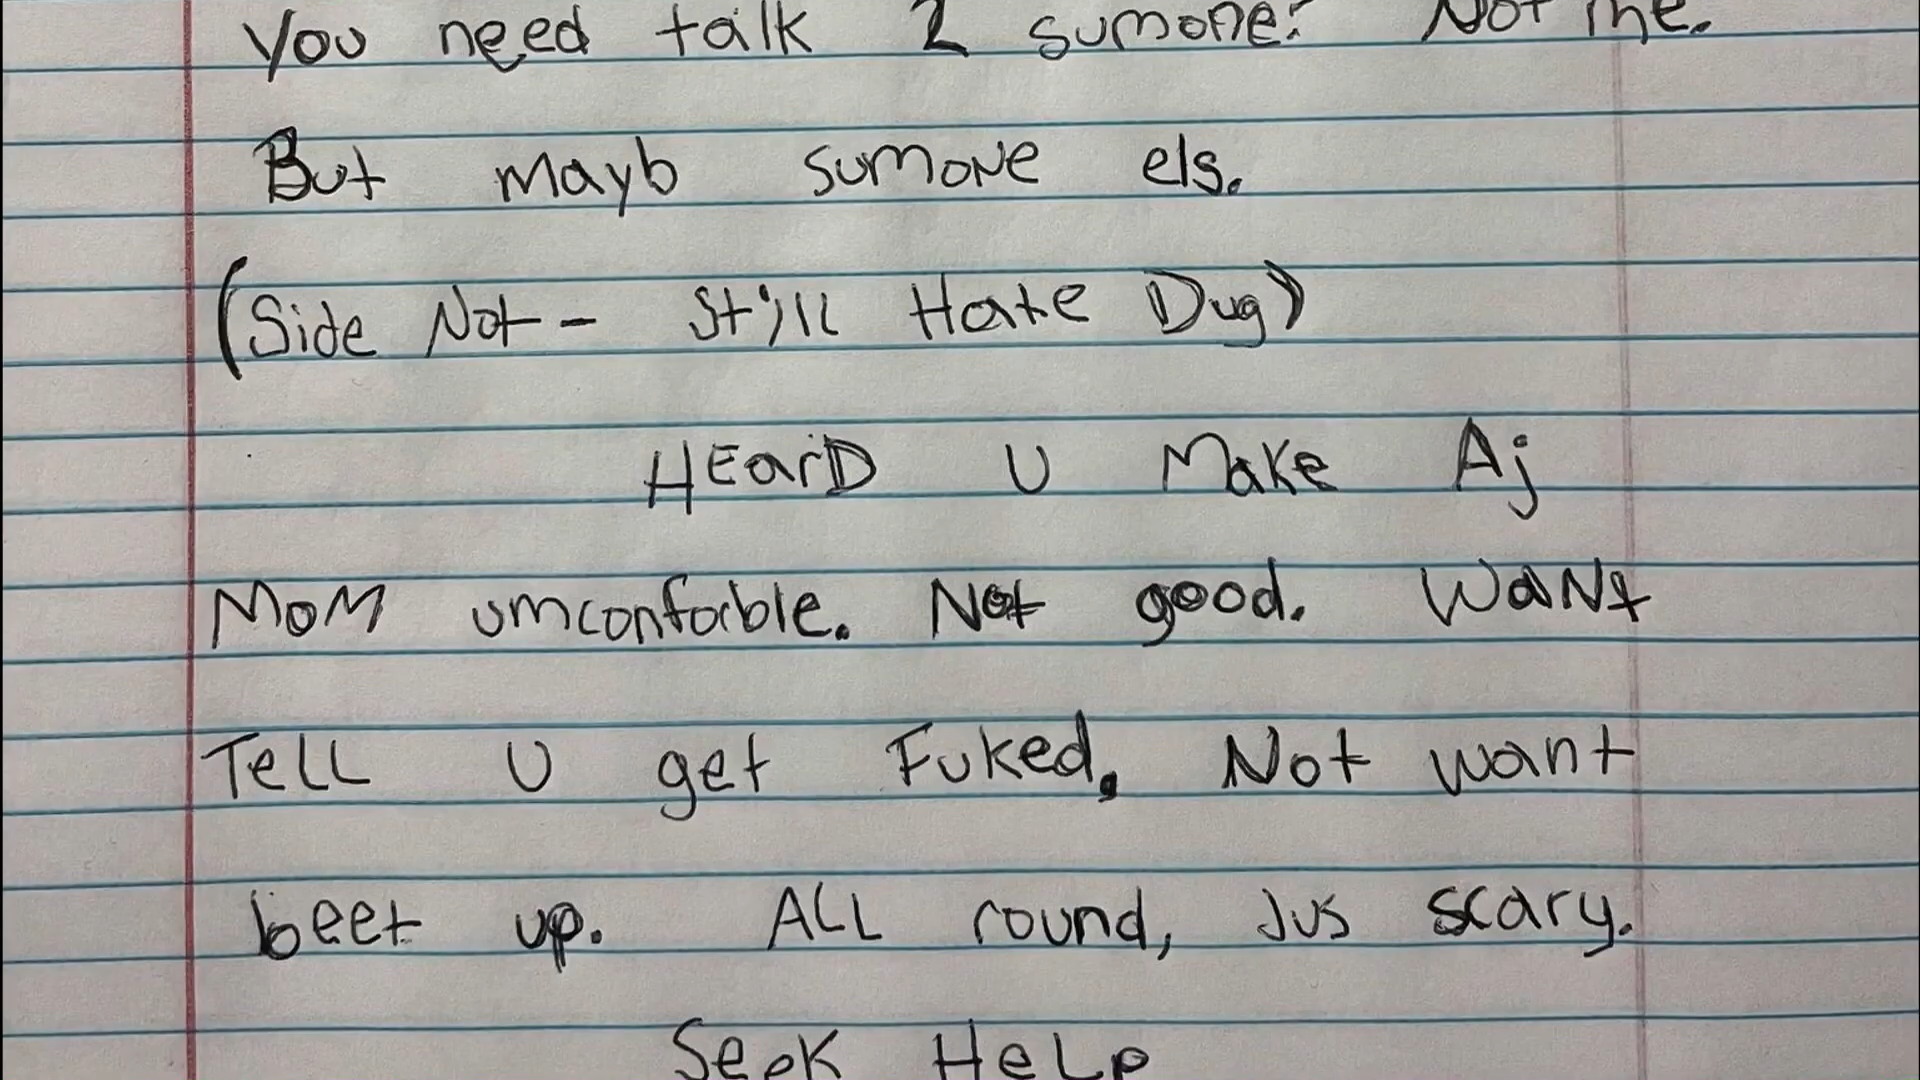 You need talk 2 sumone? Not me.
But mayb sumone els.
(Side Not - Still Hate Dug)
HEarD U Make Aj
MoM umconforble. Not good. WaNt
Tell U get Fuked. Not want
beet up. ALL round, Jus scary.
Seek HeLp